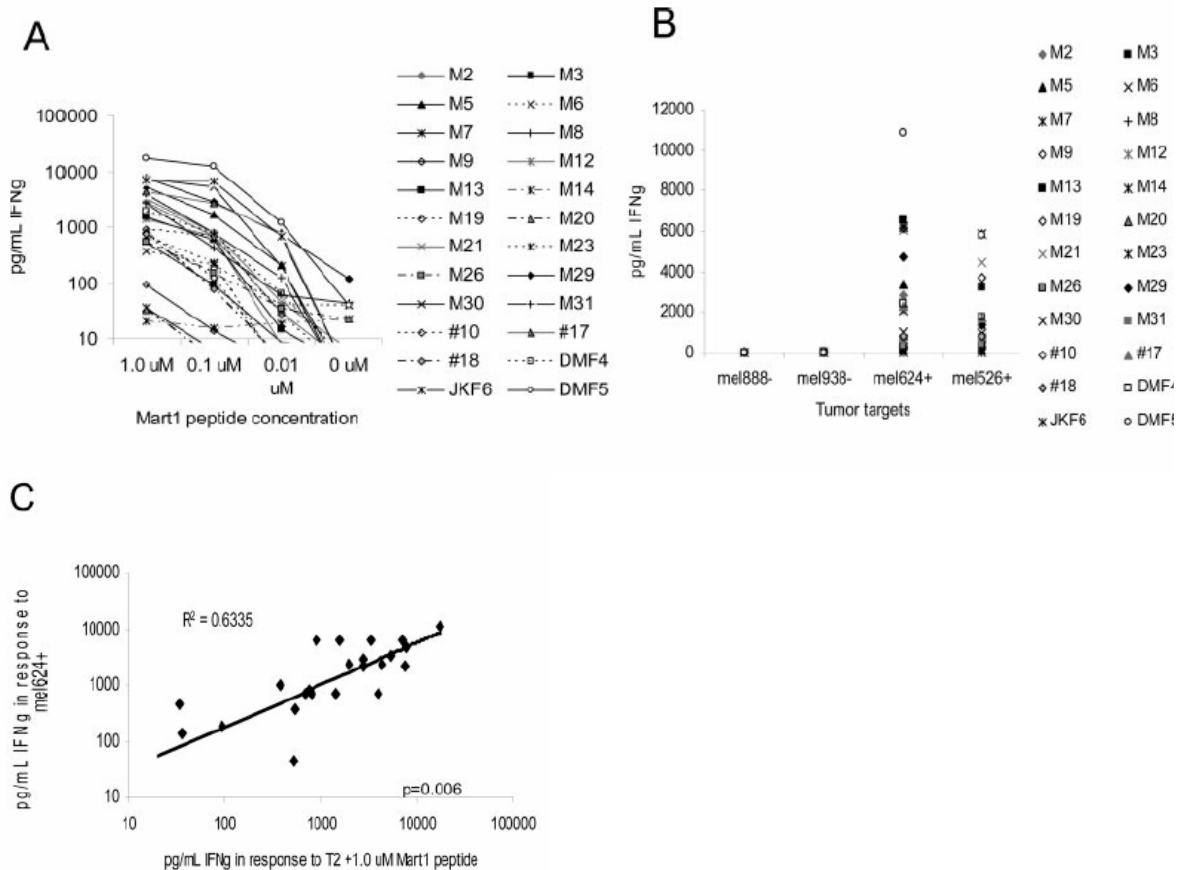 A
pg/mL IFNg
100000
10000
1000
100
10
1.0 uM 0.1 uM 0.01 uM 0 uM
Mart1 peptide concentration
M2 M3
M5 M6
M7 M8
M9 M12
M13 M14
M19 M20
M21 M23
M26 M29
M30 M31
#10 #17
#18 DMF4
JKF6 DMF5
B
pg/mL IFNg
12000
10000
8000
6000
4000
2000
0
mel888- mel938- mel624+ mel526+
Tumor targets
M2 M3
M5 M6
M7 M8
M9 M12
M13 M14
M19 M20
M21 M23
M26 M29
M30 M31
#10 #17
#18 DMF4
JKF6 DMF5
C
pg/mL IFNg in response to
mel624+
100000
10000
1000
100
10
R² = 0.6335
p=0.006
10 100 1000 10000 100000
pg/mL IFNg in response to T2 +1.0 uM Mart1 peptide